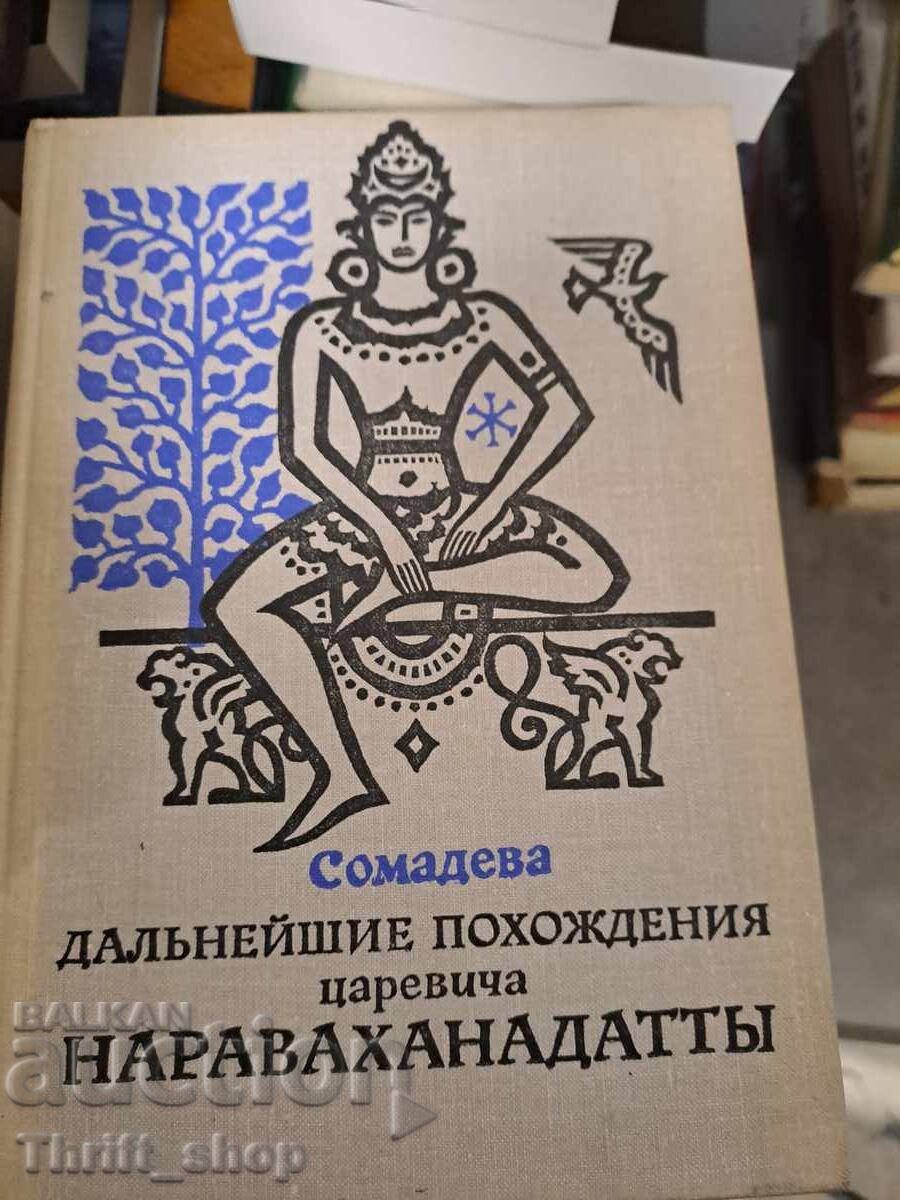 Сомадева
ДАЛЬНЕЙШИЕ ПОХОЖДЕНИЯ
царевича
НАРАВАХАНАДАТТЫ
BALKAN
auction
Thrift_shop